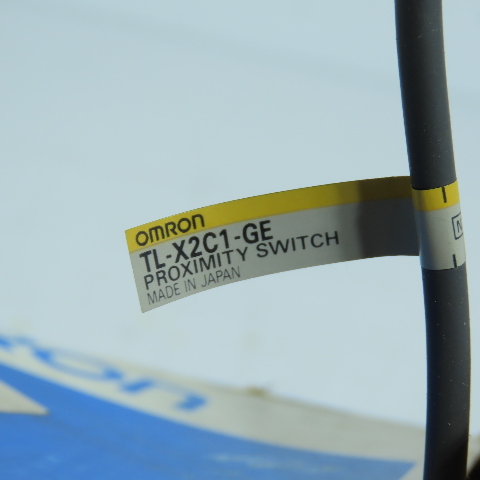 OMRON
TL-X2C1-GE
PROXIMITY SWITCH
MADE IN JAPAN
N